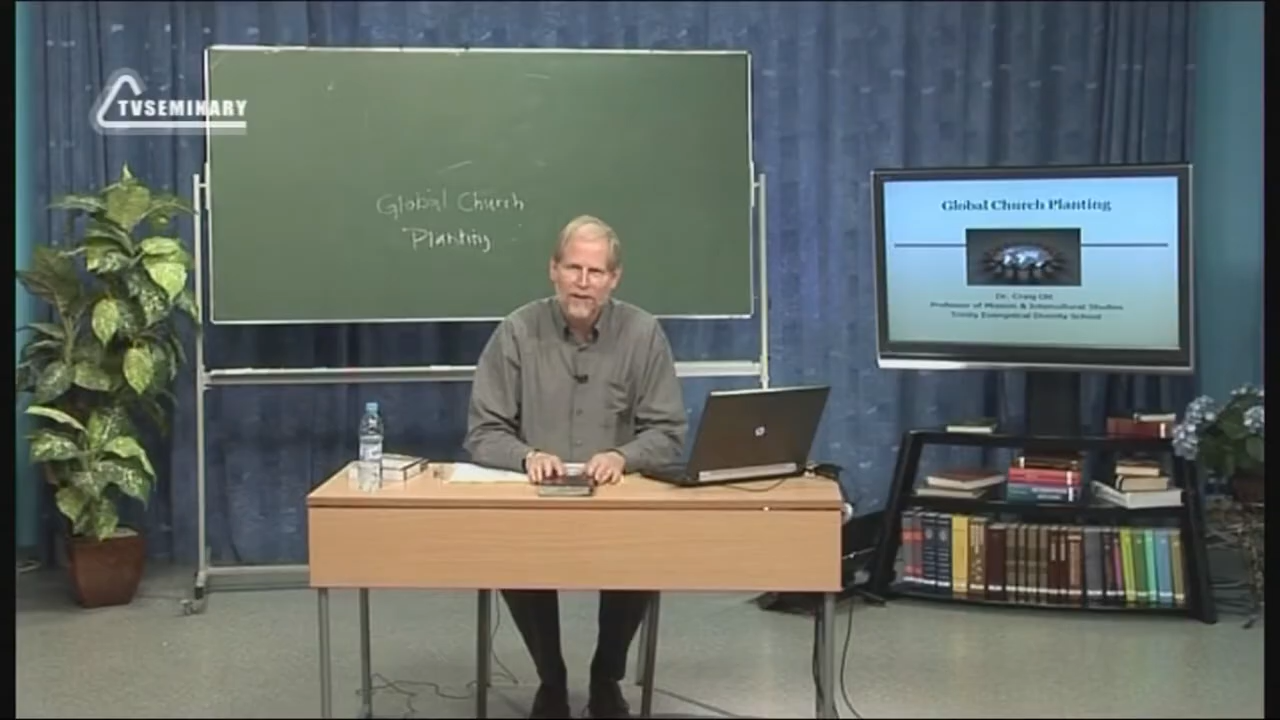 TVSEMINARY
Global Church
Planting
Global Church Planting
Dr. Craig Ott
Professor of Mission & Intercultural Studies
Trinity Evangelical Divinity School